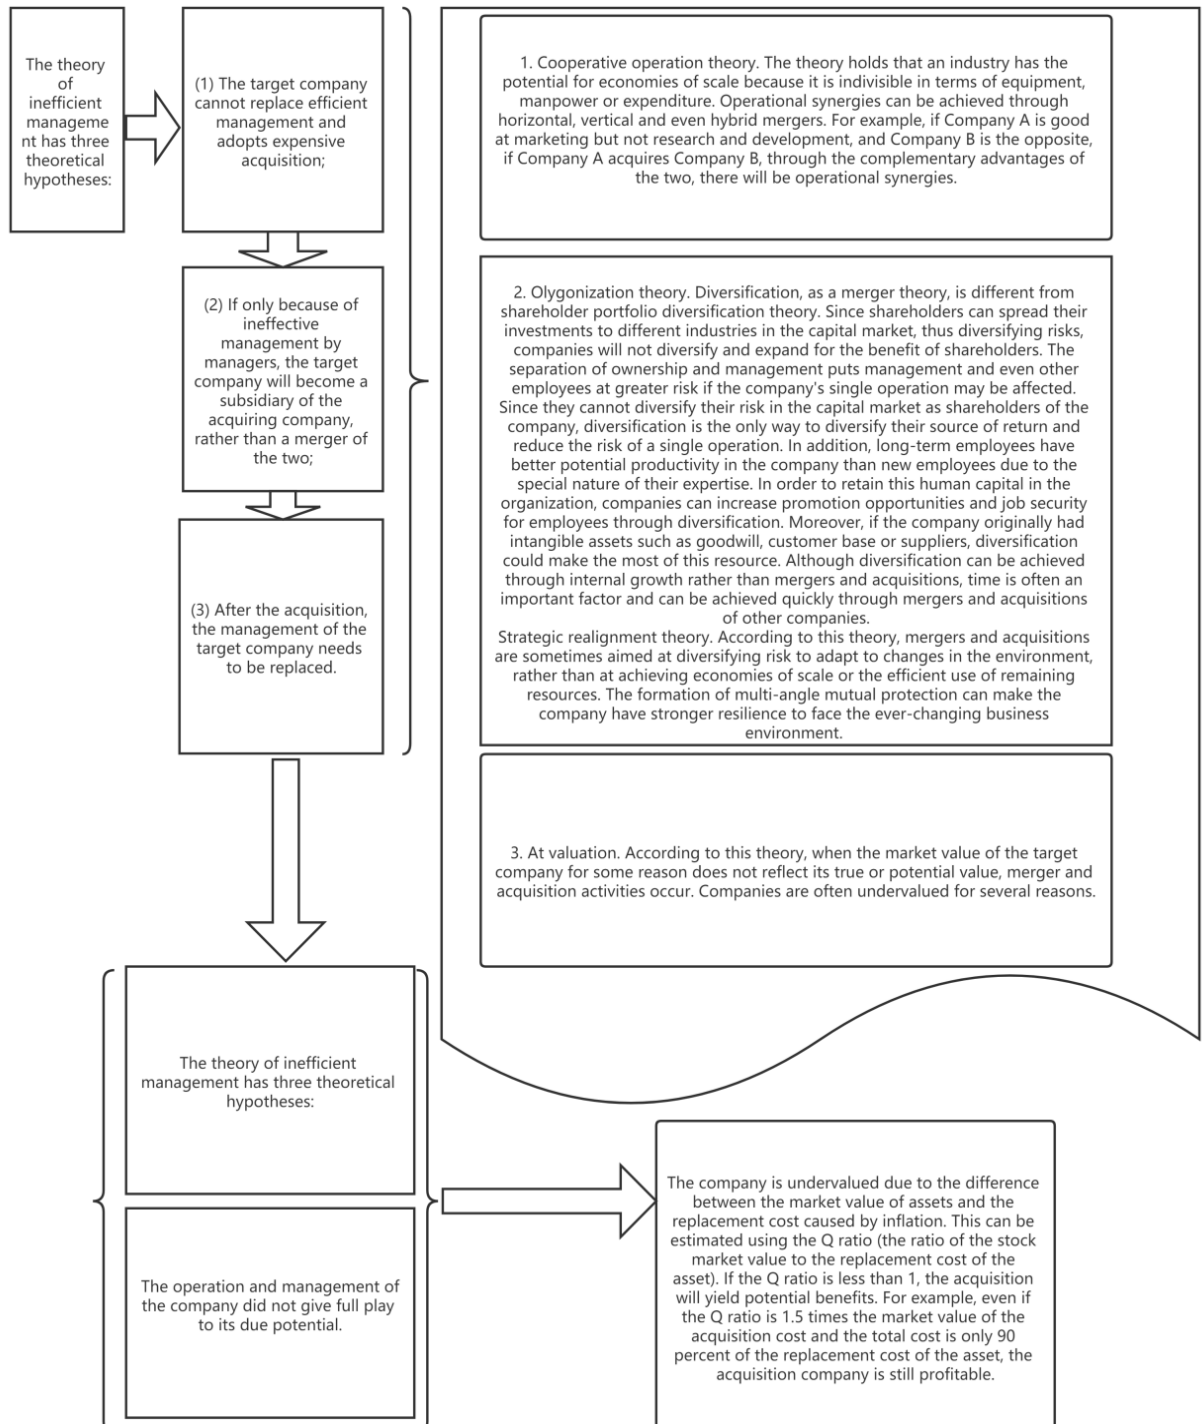 The theory
of
inefficient
manageme
nt has three
theoretical
hypotheses:
(1) The target company
cannot replace efficient
management and
adopts expensive
acquisition;
(2) If only because of
ineffective
management by
managers, the target
company will become a
subsidiary of the
acquiring company,
rather than a merger of
the two;
(3) After the acquisition,
the management of the
target company needs
to be replaced.
1. Cooperative operation theory. The theory holds that an industry has the
potential for economies of scale because it is indivisible in terms of equipment,
manpower or expenditure. Operational synergies can be achieved through
horizontal, vertical and even hybrid mergers. For example, if Company A is good
at marketing but not research and development, and Company B is the opposite,
if Company A acquires Company B, through the complementary advantages of
the two, there will be operational synergies.
2. Olygonization theory. Diversification, as a merger theory, is different from
shareholder portfolio diversification theory. Since shareholders can spread their
investments to different industries in the capital market, thus diversifying risks,
companies will not diversify and expand for the benefit of shareholders. The
separation of ownership and management puts management and even other
employees at greater risk if the company's single operation may be affected.
Since they cannot diversify their risk in the capital market as shareholders of the
company, diversification is the only way to diversify their source of return and
reduce the risk of a single operation. In addition, long-term employees have
better potential productivity in the company than new employees due to the
special nature of their expertise. In order to retain this human capital in the
organization, companies can increase promotion opportunities and job security
for employees through diversification. Moreover, if the company originally had
intangible assets such as goodwill, customer base or suppliers, diversification
could make the most of this resource. Although diversification can be achieved
through internal growth rather than mergers and acquisitions, time is often an
important factor and can be achieved quickly through mergers and acquisitions
of other companies.
Strategic realignment theory. According to this theory, mergers and acquisitions
are sometimes aimed at diversifying risk to adapt to changes in the environment,
rather than at achieving economies of scale or the efficient use of remaining
resources. The formation of multi-angle mutual protection can make the
company have stronger resilience to face the ever-changing business
environment.
3. At valuation. According to this theory, when the market value of the target
company for some reason does not reflect its true or potential value, merger and
acquisition activities occur. Companies are often undervalued for several reasons.
The theory of inefficient
management has three theoretical
hypotheses:
The operation and management of
the company did not give full play
to its due potential.
The company is undervalued due to the difference
between the market value of assets and the
replacement cost caused by inflation. This can be
estimated using the Q ratio (the ratio of the stock
market value to the replacement cost of the
asset). If the Q ratio is less than 1, the acquisition
will yield potential benefits. For example, even if
the Q ratio is 1.5 times the market value of the
acquisition cost and the total cost is only 90
percent of the replacement cost of the asset, the
acquisition company is still profitable.